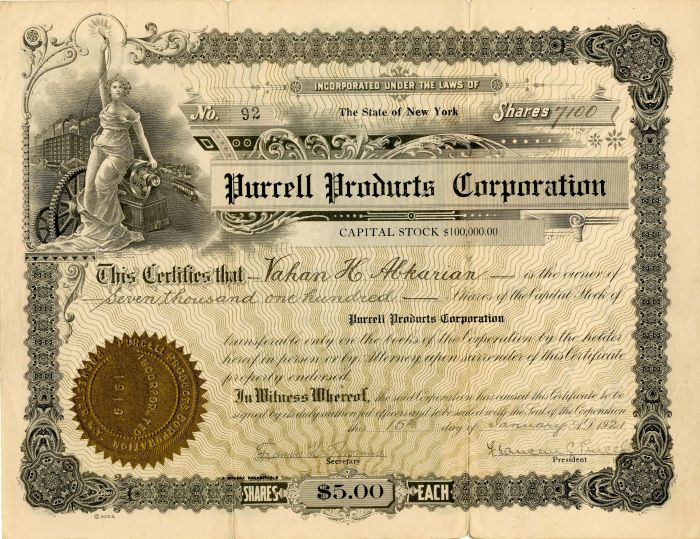 INCORPORATED UNDER THE LAWS OF
No. 92 The State of New York Shares 7100
Purcell Products Corporation
CAPITAL STOCK $100,000.00
This Certifies that Vahan H. Abkarian is the owner of
seven thousand one hundred Shares of the Capital Stock of
Purcell Products Corporation
transferable only on the books of the Corporation by the holder
hereof in person or by Attorney upon surrender of this Certificate
properly endorsed.
In Witness Whereof, the said Corporation has caused this Certificate to be
signed by its duly authorized officers and to be sealed with the Seal of the Corporation
this 15th day of January A.D. 1921
Secretary President
SHARES $5.00 EACH
PURCELL PRODUCTS CORPORATION
INCORPORATED
1919
© GOES